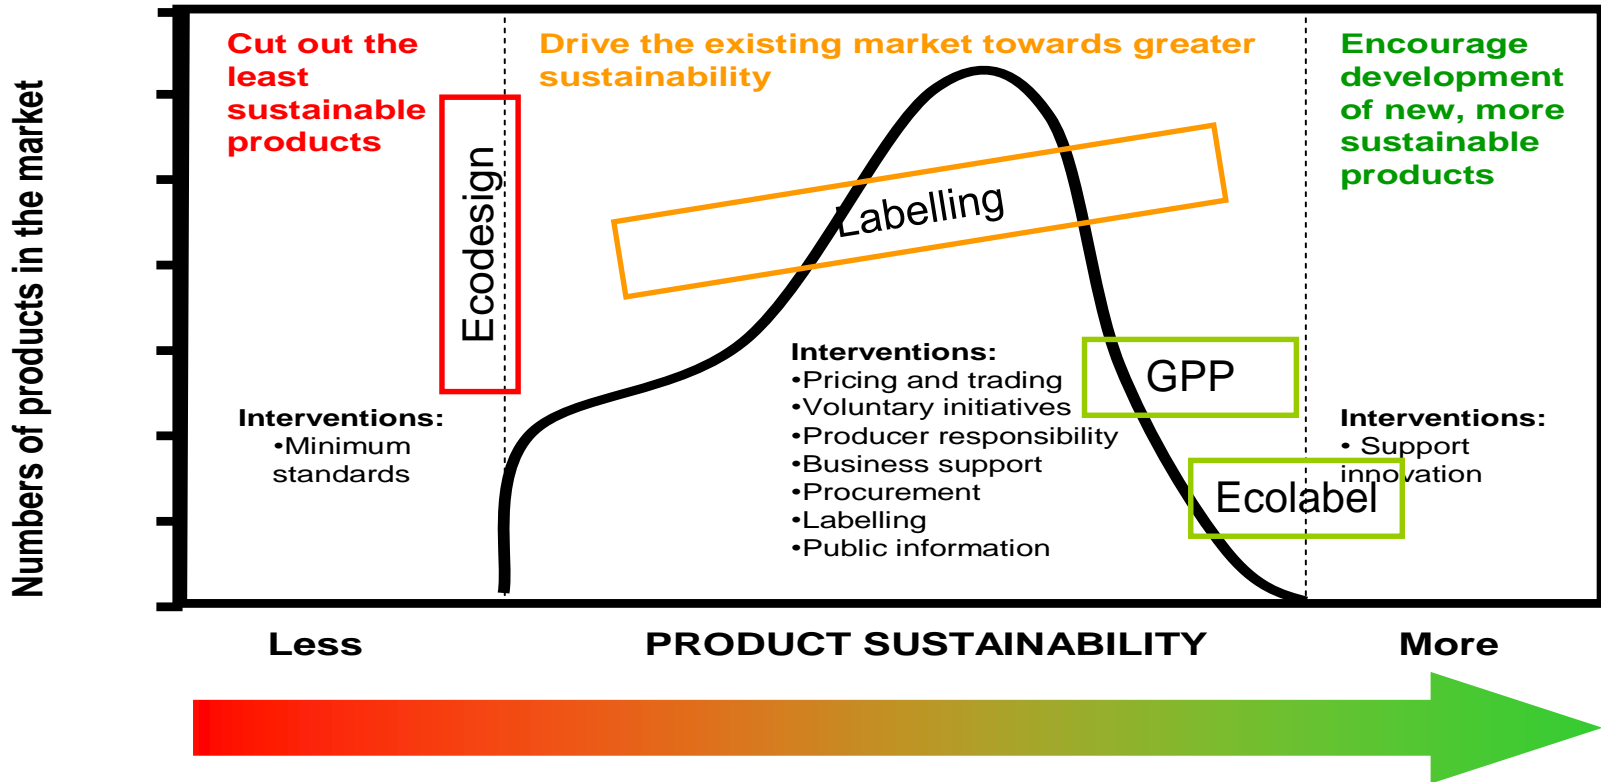 Numbers of products in the market
Cut out the
least
sustainable
products
Ecodesign
Interventions:
•Minimum
standards
Drive the existing market towards greater
sustainability
Labelling
Interventions:
•Pricing and trading
•Voluntary initiatives
•Producer responsibility
•Business support
•Procurement
•Labelling
•Public information
GPP
Ecolabel
Encourage
development
of new, more
sustainable
products
Interventions:
• Support
innovation
Less
PRODUCT SUSTAINABILITY
More